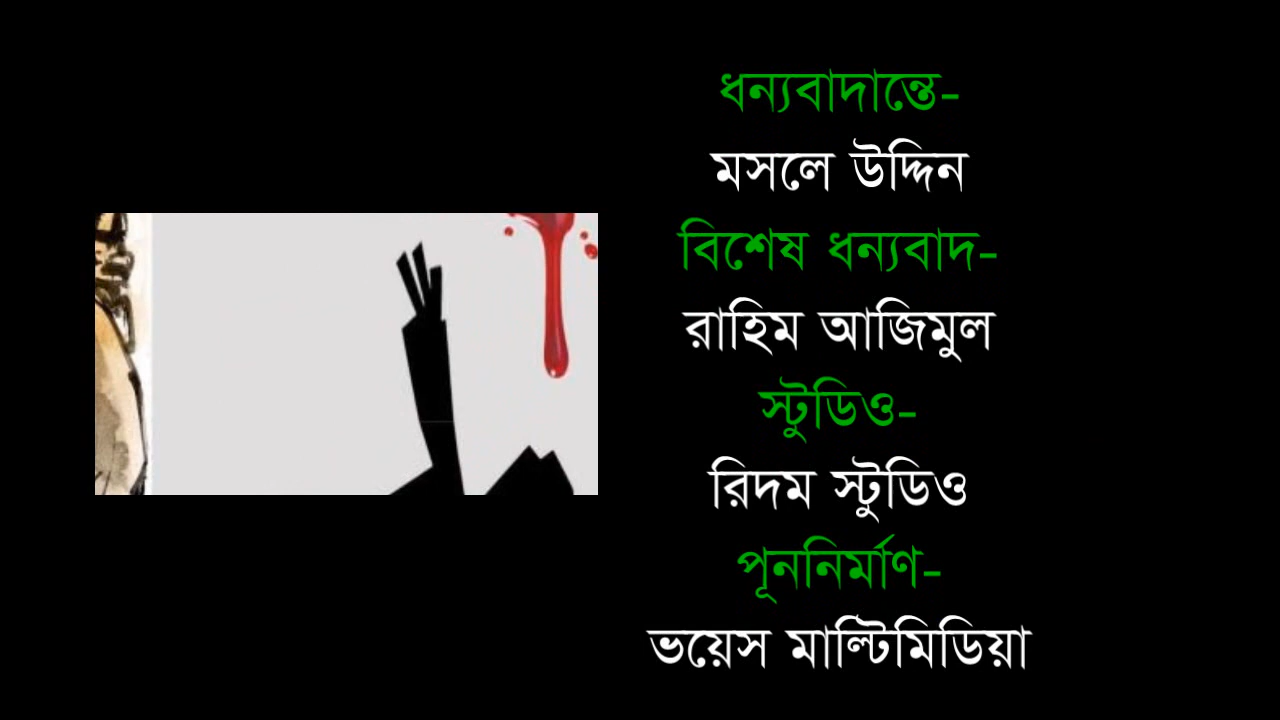 ধন্যবাদান্তে-
মসলে উদ্দিন
বিশেষ ধন্যবাদ-
রাহিম আজিমুল
স্টুডিও-
রিদম স্টুডিও
পূননির্মাণ-
ভয়েস মাল্টিমিডিয়া